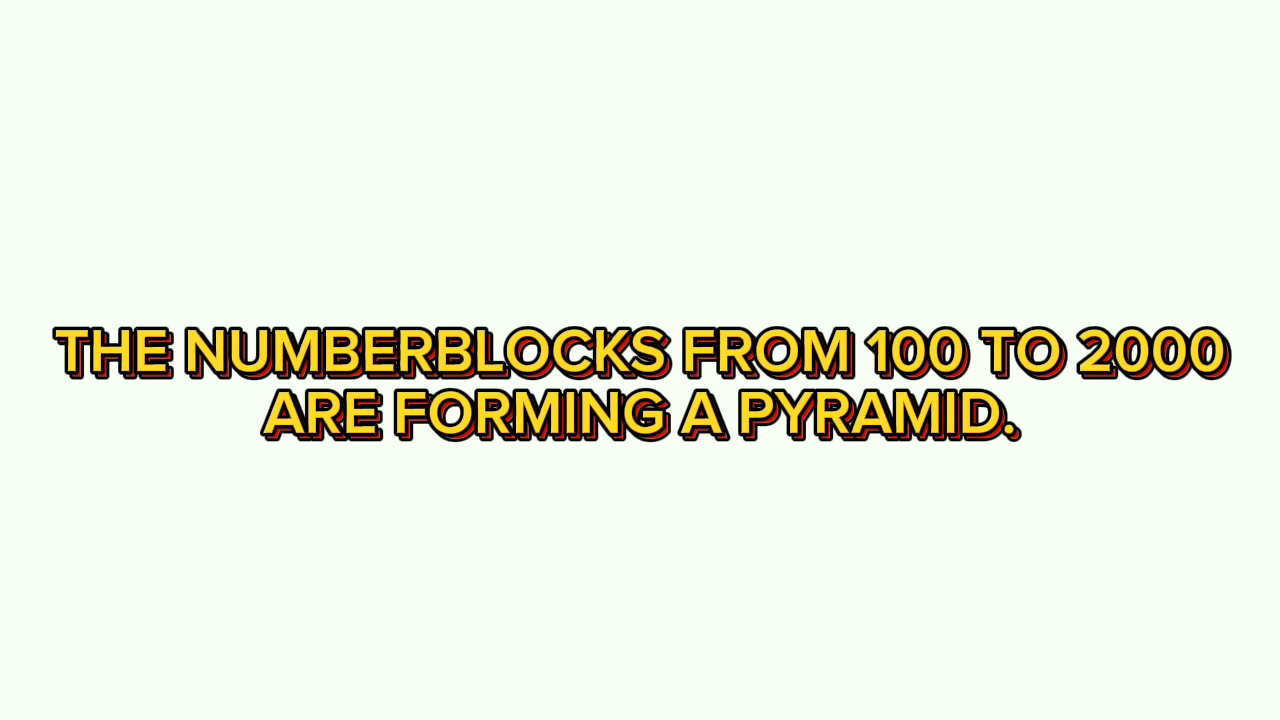 THE NUMBERBLOCKS FROM 100 TO 2000
ARE FORMING A PYRAMID.